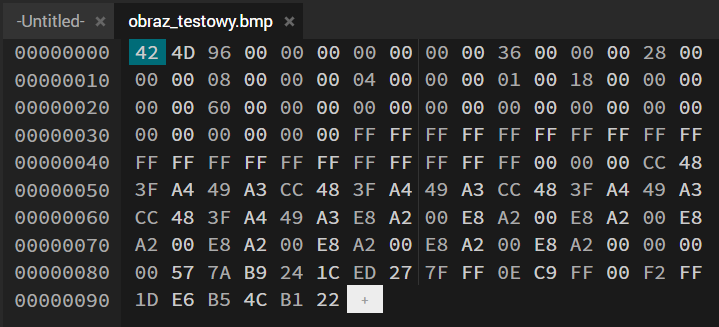 -Untitled- × obraz_testowy.bmp ×
00000000 42 4D 96 00 00 00 00 00 00 00 36 00 00 00 28 00
00000010 00 00 08 00 00 00 04 00 00 00 01 00 18 00 00 00
00000020 00 00 60 00 00 00 00 00 00 00 00 00 00 00 00 00
00000030 00 00 00 00 00 00 FF FF FF FF FF FF FF FF FF FF
00000040 FF FF FF FF FF FF FF FF FF FF FF 00 00 00 CC 48
00000050 3F A4 49 A3 CC 48 3F A4 49 A3 CC 48 3F A4 49 A3
00000060 CC 48 3F A4 49 A3 E8 A2 00 E8 A2 00 E8 A2 00 E8
00000070 A2 00 E8 A2 00 E8 A2 00 E8 A2 00 E8 A2 00 00 00
00000080 00 57 7A B9 24 1C ED 27 7F FF 0E C9 FF 00 F2 FF
00000090 1D E6 B5 4C B1 22 +